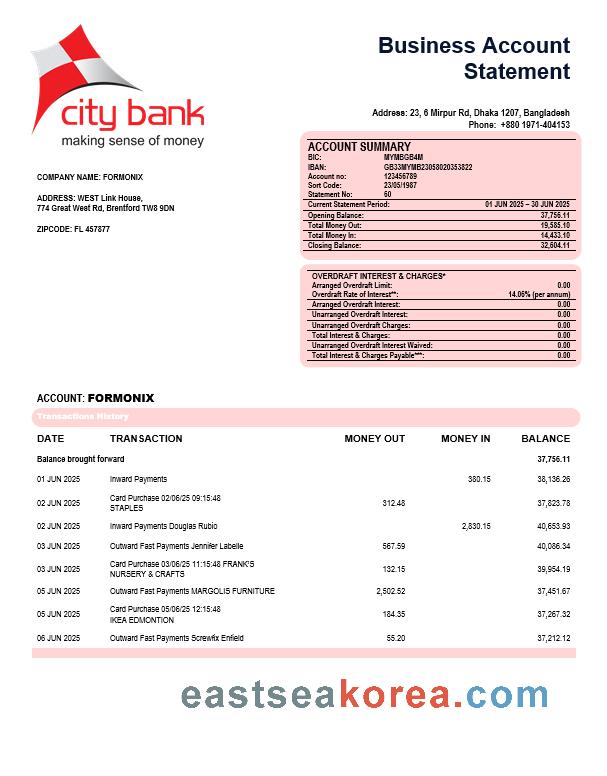 city bank
making sense of money
Business Account
Statement
Address: 23, 6 Mirpur Rd, Dhaka 1207, Bangladesh
Phone: +880 1971-404153
COMPANY NAME: FORMONIX
ADDRESS: WEST Link House,
774 Great West Rd, Brentford TW8 9DN
ZIPCODE: FL 457877
ACCOUNT SUMMARY
BIC: MYMBGB4M
IBAN: GB33MYMB23058020353822
Account no: 123456789
Sort Code: 23/05/1987
Statement No: 60
Current Statement Period: 01 JUN 2025 – 30 JUN 2025
Opening Balance: 37,756.11
Total Money Out: 19,585.10
Total Money In: 14,433.10
Closing Balance: 32,604.11
OVERDRAFT INTEREST & CHARGES*
Arranged Overdraft Limit: 0.00
Overdraft Rate of Interest**: 14.06% (per annum)
Arranged Overdraft Interest: 0.00
Unarranged Overdraft Interest: 0.00
Unarranged Overdraft Charges: 0.00
Total Interest & Charges: 0.00
Unarranged Overdraft Interest Waived: 0.00
Total Interest & Charges Payable***: 0.00
ACCOUNT: FORMONIX
Transactions History
DATE TRANSACTION MONEY OUT MONEY IN BALANCE
Balance brought forward 37,756.11
01 JUN 2025 Inward Payments 380.15 38,136.26
02 JUN 2025 Card Purchase 02/06/25 09:15:48 STAPLES 312.48 37,823.78
02 JUN 2025 Inward Payments Douglas Rubio 2,830.15 40,653.93
03 JUN 2025 Outward Fast Payments Jennifer Labelle 567.59 40,086.34
03 JUN 2025 Card Purchase 03/06/25 11:15:48 FRANK'S NURSERY & CRAFTS 132.15 39,954.19
05 JUN 2025 Outward Fast Payments MARGOLIS FURNITURE 2,502.52 37,451.67
05 JUN 2025 Card Purchase 05/06/25 12:15:48 IKEA EDMONTION 184.35 37,267.32
06 JUN 2025 Outward Fast Payments Screwfix Enfield 55.20 37,212.12
eastseakorea.com